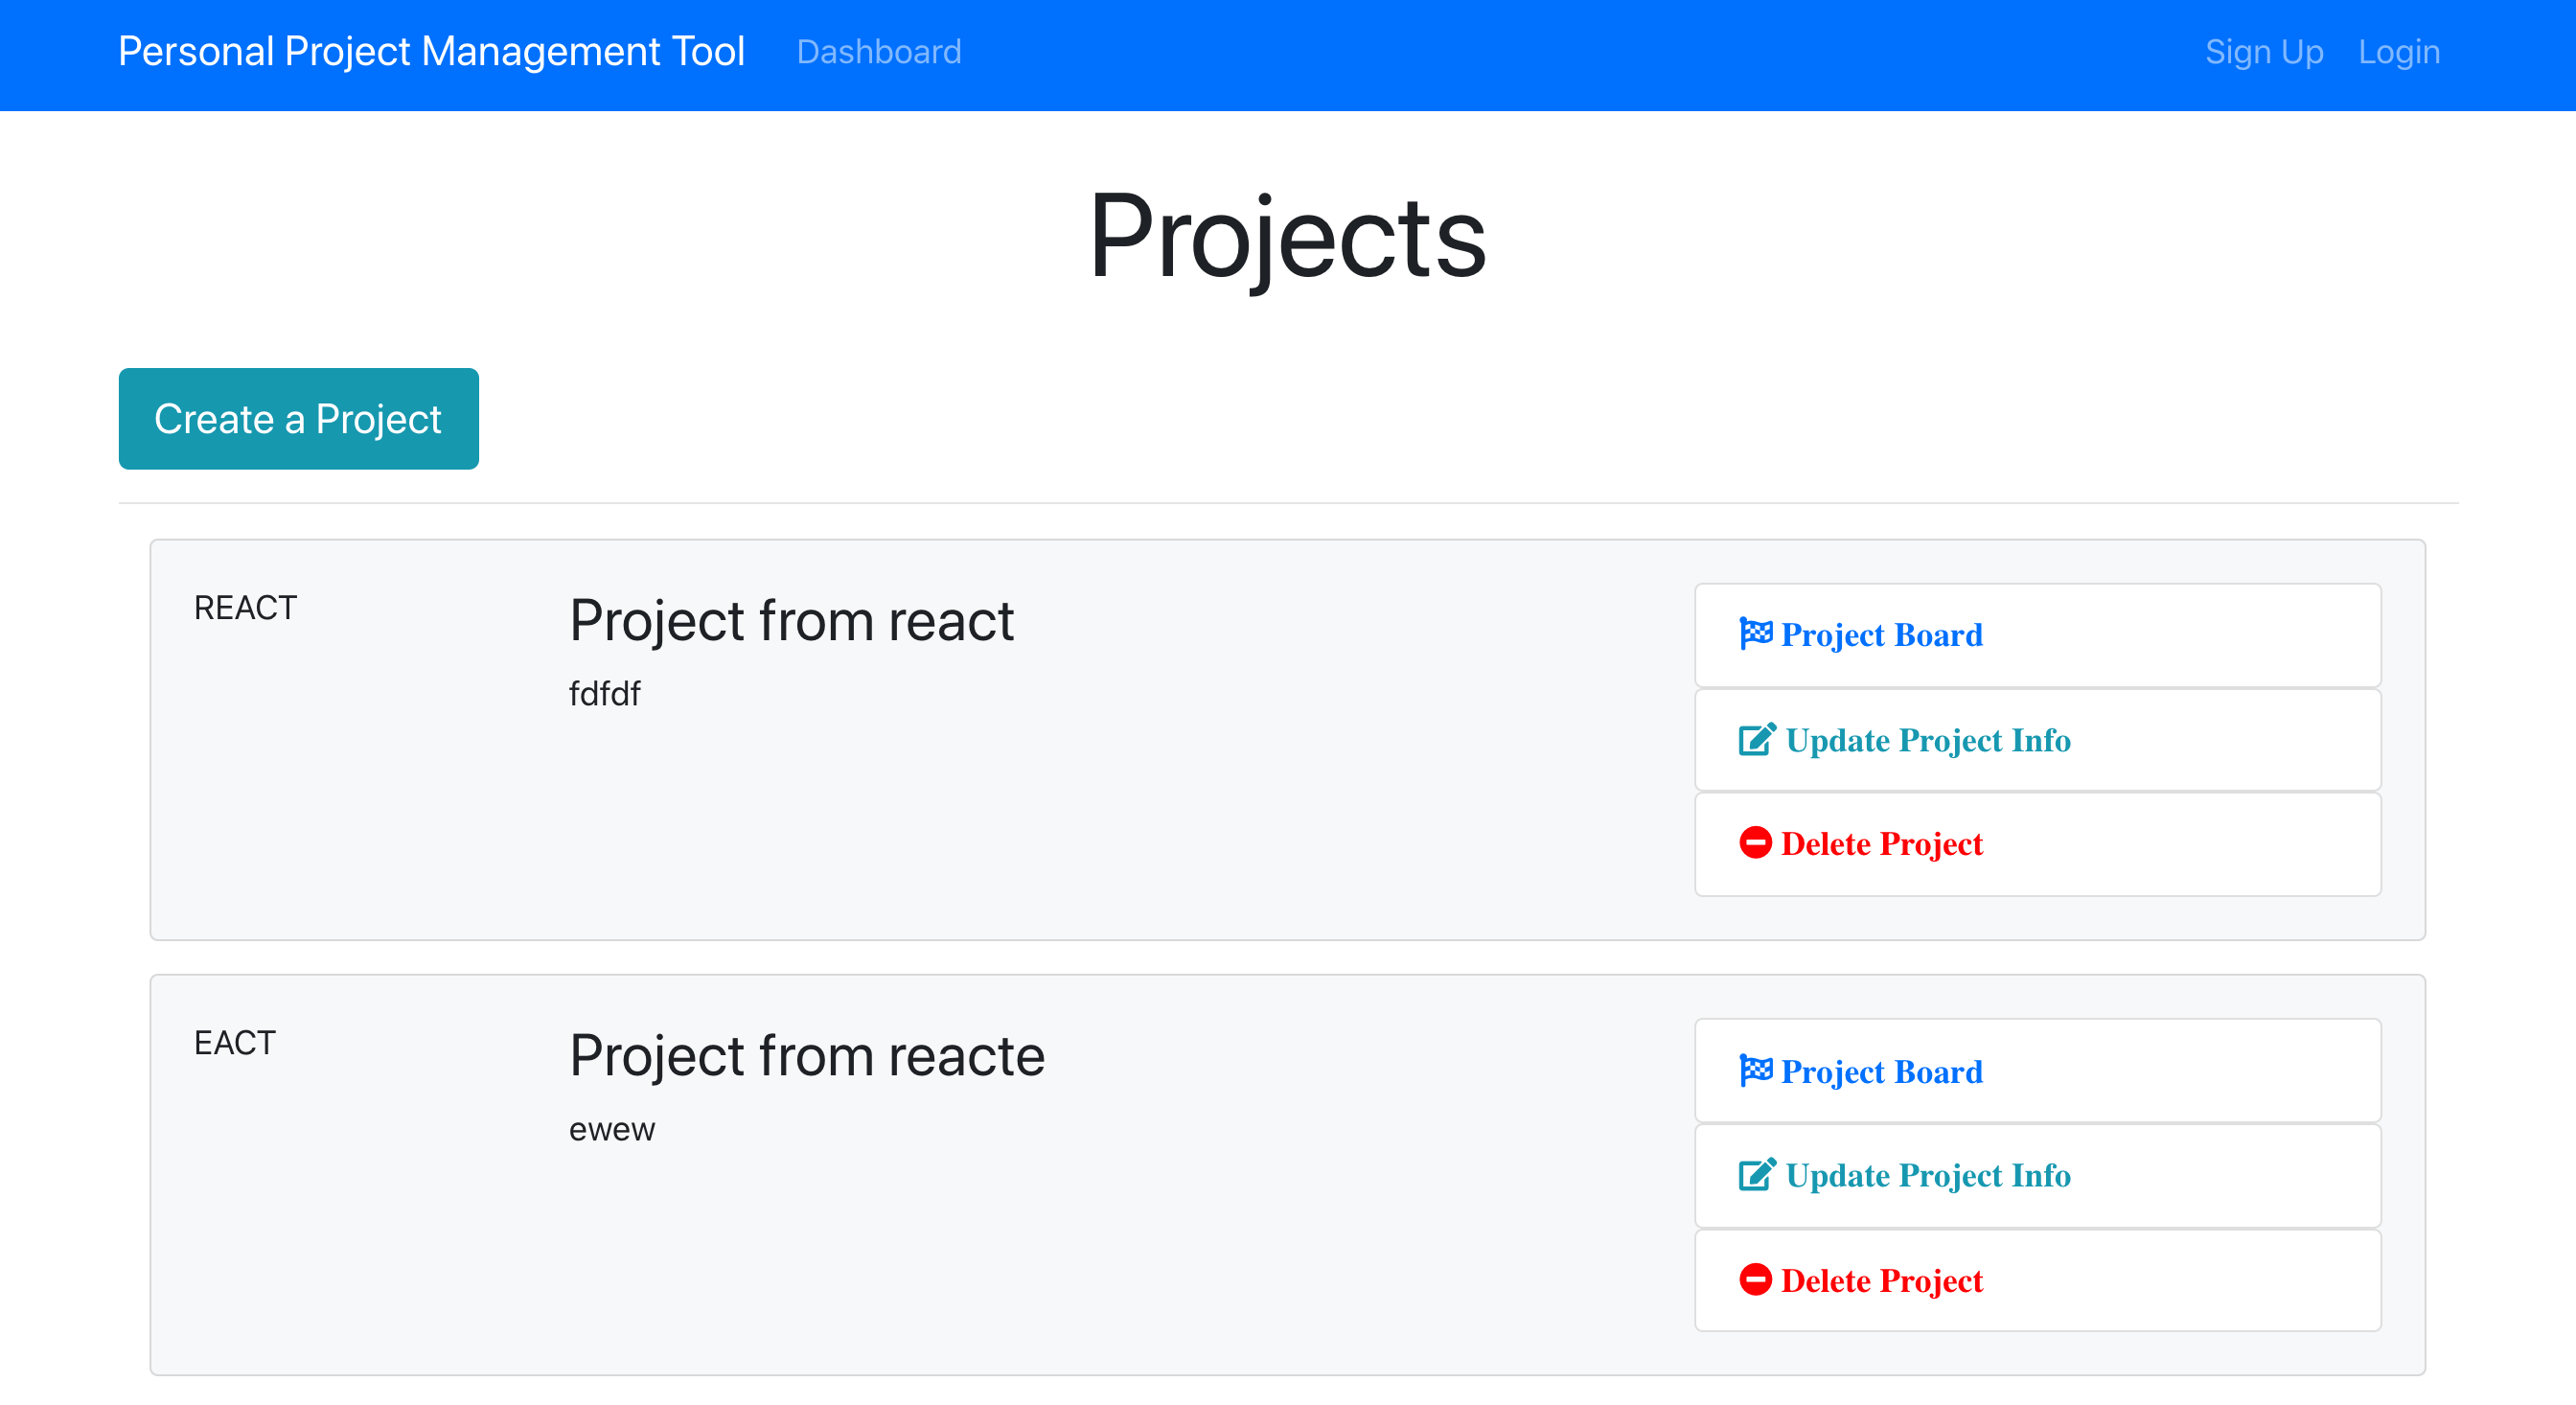 Personal Project Management Tool Dashboard Sign Up Login
Projects
Create a Project
REACT
Project from react
fdfdf
Project Board
Update Project Info
Delete Project
EACT
Project from reacte
ewew
Project Board
Update Project Info
Delete Project